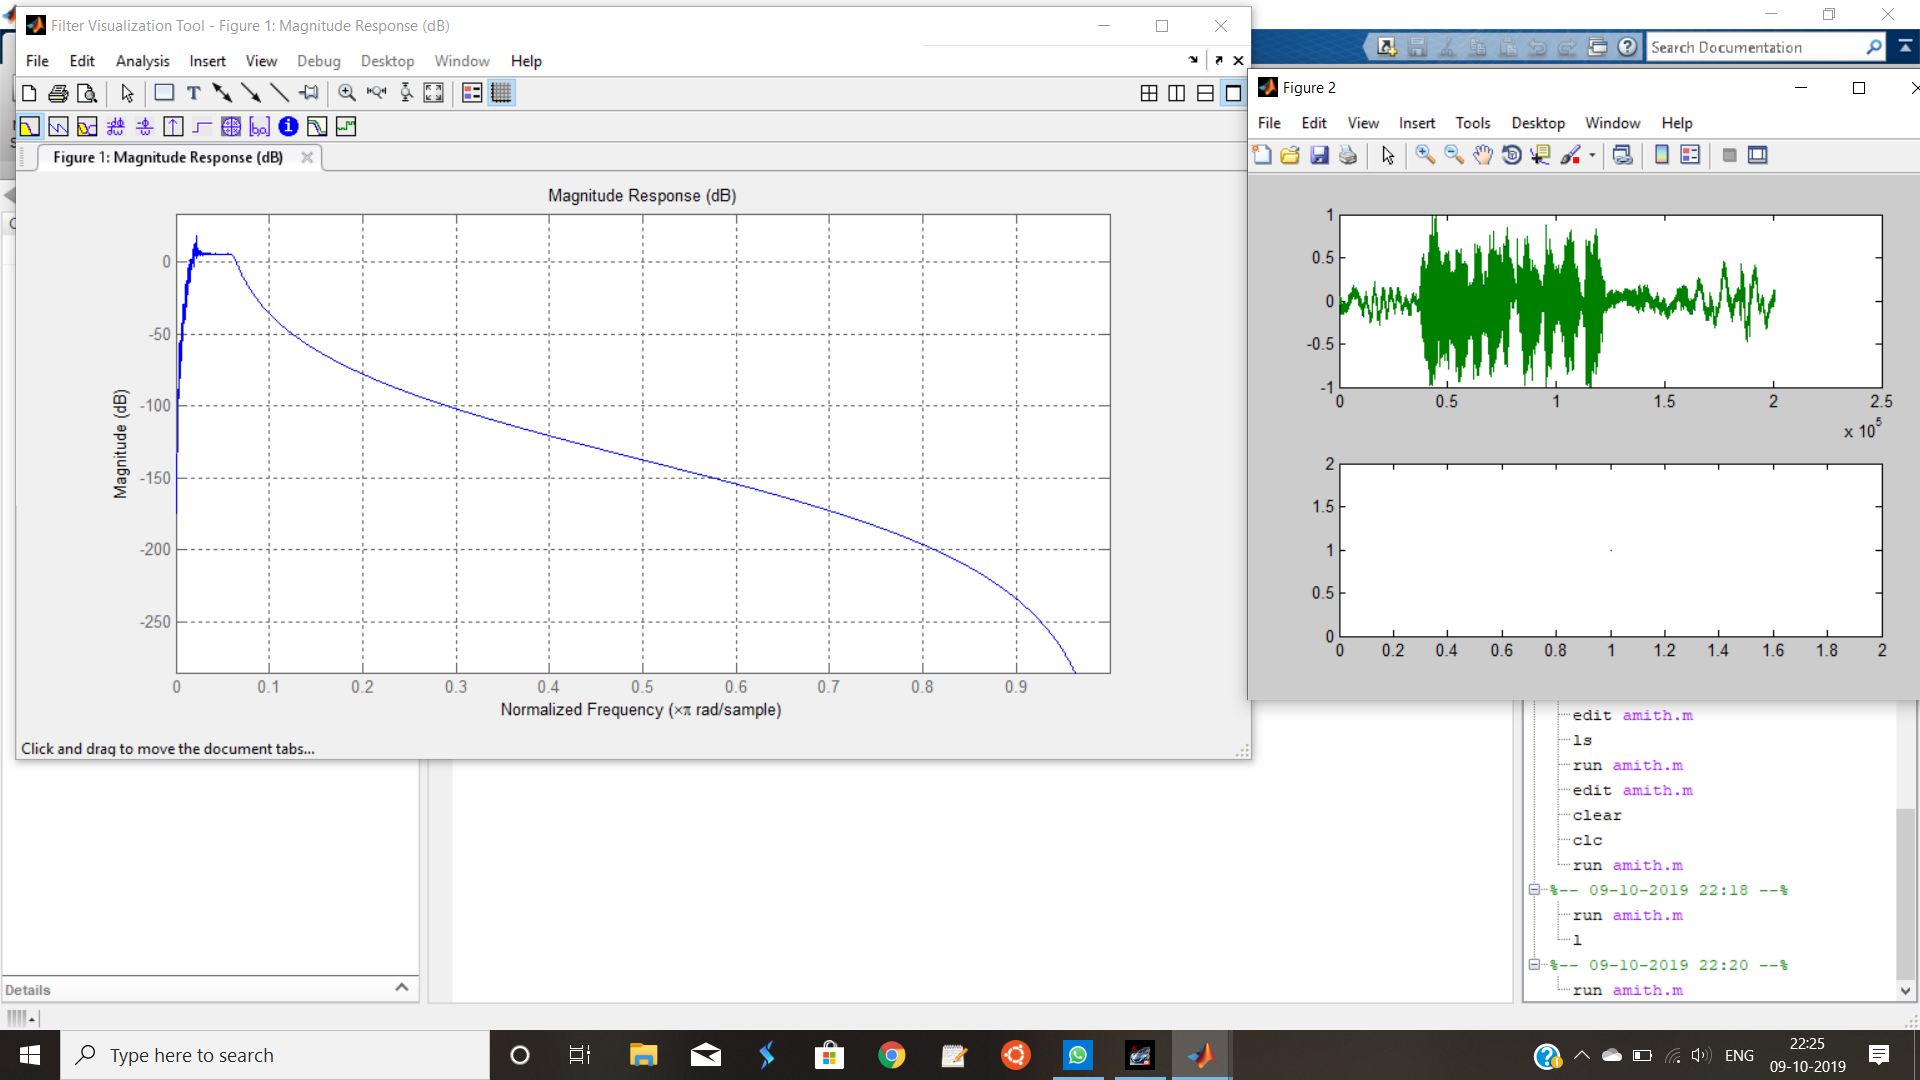 Filter Visualization Tool - Figure 1: Magnitude Response (dB)
File Edit Analysis Insert View Debug Desktop Window Help
Figure 1: Magnitude Response (dB)
Magnitude Response (dB)
0
-50
-100
-150
-200
-250
Magnitude (dB)
0 0.1 0.2 0.3 0.4 0.5 0.6 0.7 0.8 0.9
Normalized Frequency (×π rad/sample)
Click and drag to move the document tabs...
Search Documentation
Figure 2
File Edit View Insert Tools Desktop Window Help
1
0.5
0
-0.5
-1
0 0.5 1 1.5 2 2.5
x 10⁵
2
1.5
1
0.5
0
0 0.2 0.4 0.6 0.8 1 1.2 1.4 1.6 1.8 2
edit amith.m
ls
run amith.m
edit amith.m
clear
clc
run amith.m
%-- 09-10-2019 22:18 --%
run amith.m
l
%-- 09-10-2019 22:20 --%
run amith.m
Details
Type here to search
ENG
22:25
09-10-2019